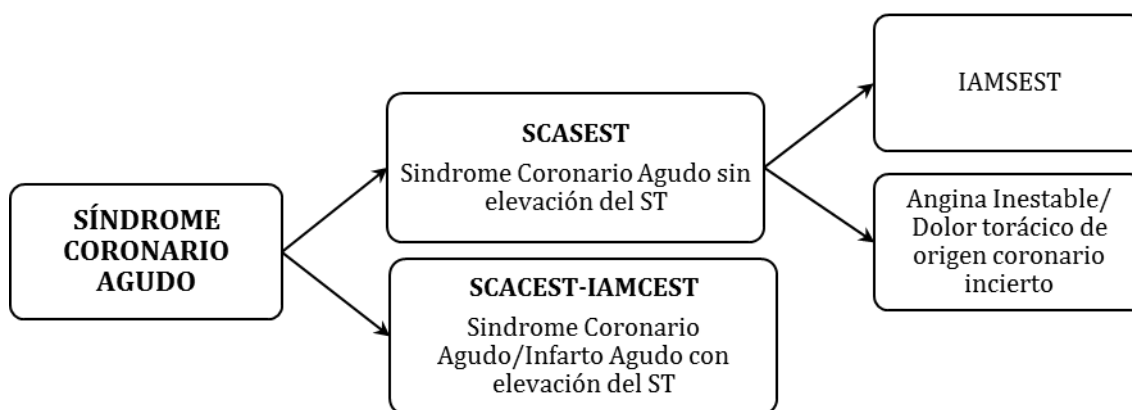 SÍNDROME
CORONARIO
AGUDO
SCASEST
Sindrome Coronario Agudo sin
elevación del ST
SCACEST-IAMCEST
Sindrome Coronario
Agudo/Infarto Agudo con
elevación del ST
IAMSEST
Angina Inestable/
Dolor torácico de
origen coronario
incierto